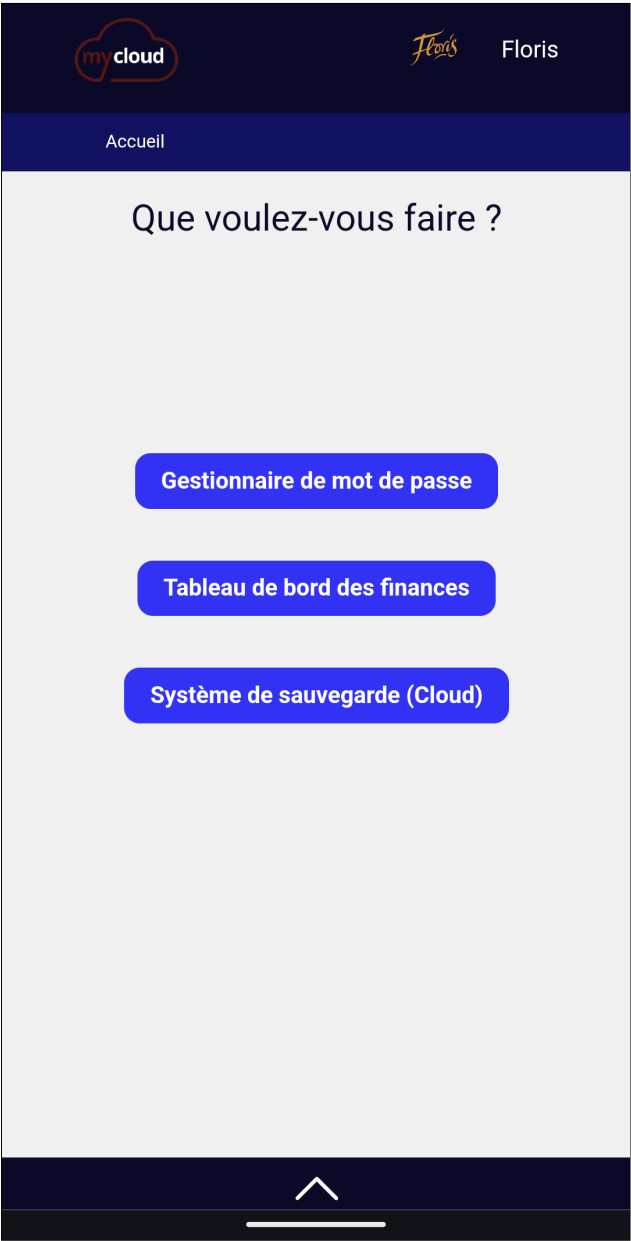 mycloud
Floris
Floris
Accueil
Que voulez-vous faire ?
Gestionnaire de mot de passe
Tableau de bord des finances
Système de sauvegarde (Cloud)